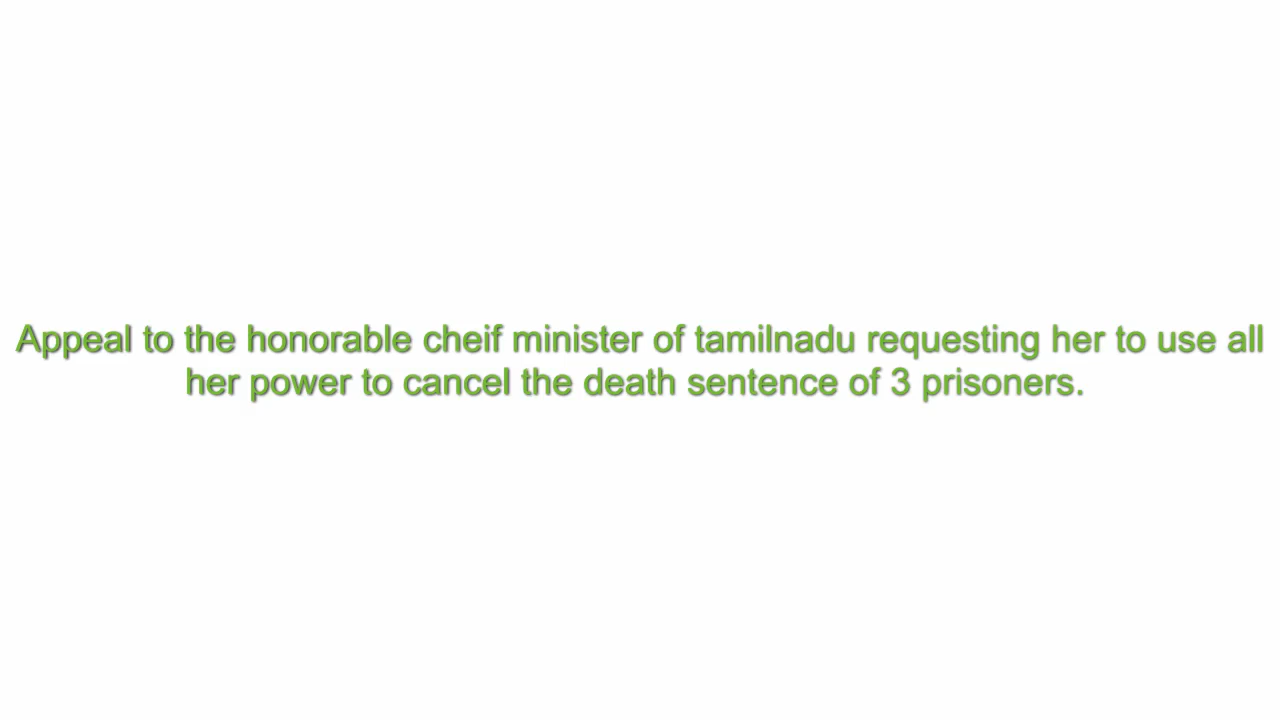 Appeal to the honorable cheif minister of tamilnadu requesting her to use all
her power to cancel the death sentence of 3 prisoners.